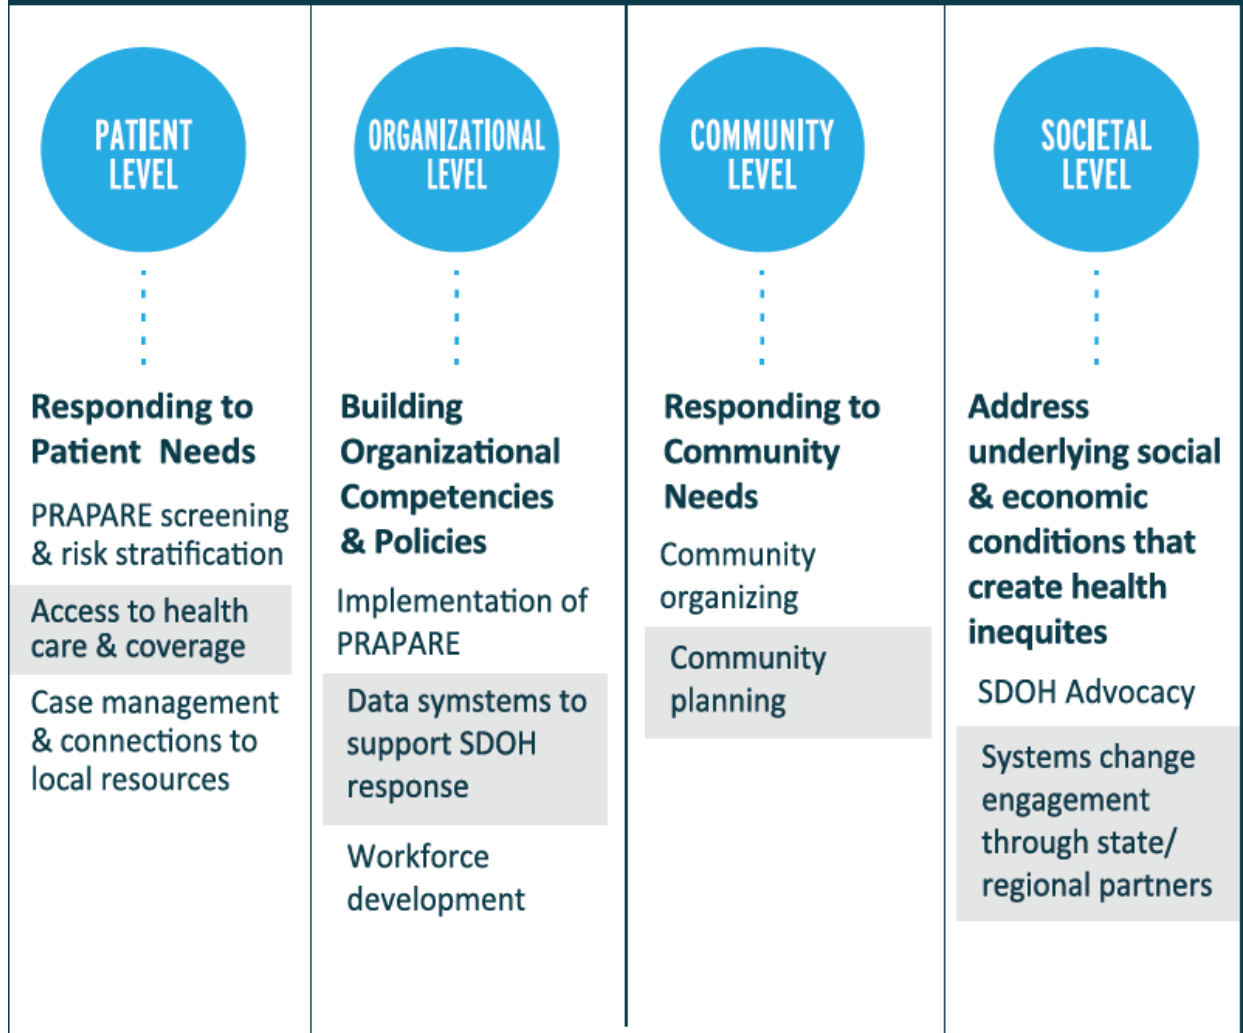 PATIENT
LEVEL
Responding to
Patient Needs
PRAPARE screening
& risk stratification
Access to health
care & coverage
Case management
& connections to
local resources
ORGANIZATIONAL
LEVEL
Building
Organizational
Competencies
& Policies
Implementation of
PRAPARE
Data symstems to
support SDOH
response
Workforce
development
COMMUNITY
LEVEL
Responding to
Community
Needs
Community
organizing
Community
planning
SOCIETAL
LEVEL
Address
underlying social
& economic
conditions that
create health
inequites
SDOH Advocacy
Systems change
engagement
through state/
regional partners